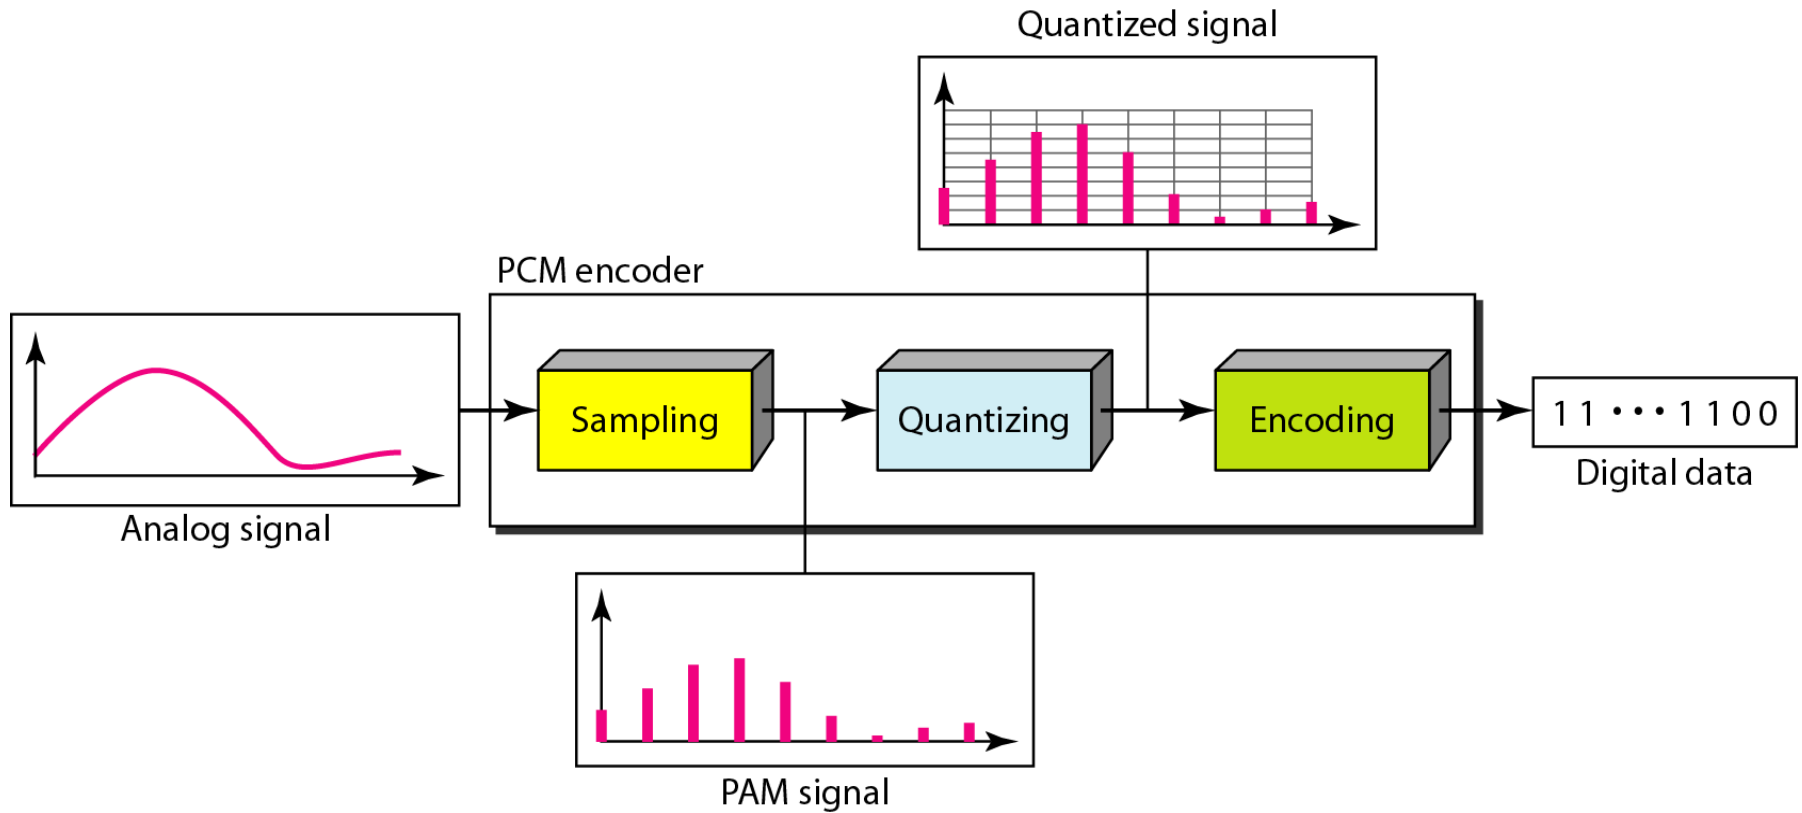 Quantized signal
PCM encoder
Sampling
Quantizing
Encoding
1 1 • • • 1 1 0 0
Digital data
Analog signal
PAM signal